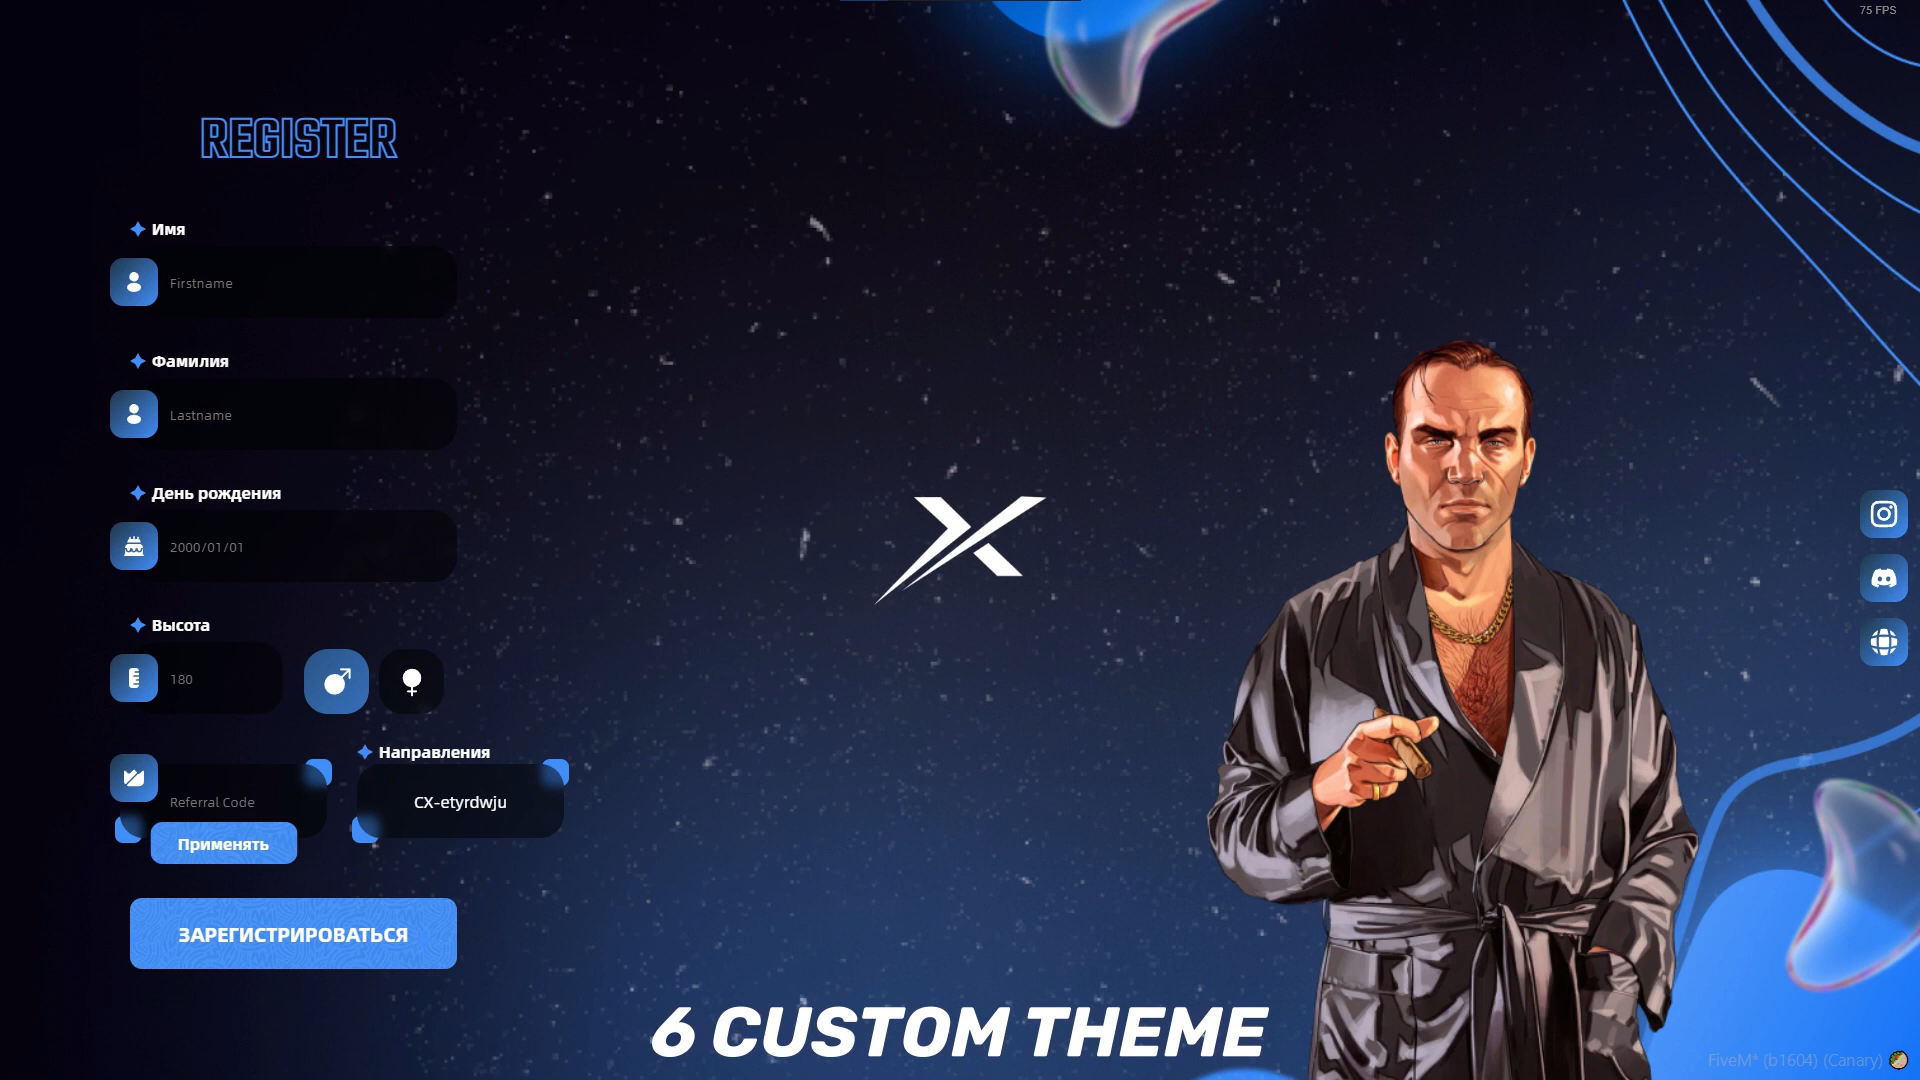 75 FPS
REGISTER
Имя
Firstname
Фамилия
Lastname
День рождения
2000/01/01
Высота
180
Направления
Referral Code
CX-etyrdwju
Применять
ЗАРЕГИСТРИРОВАТЬСЯ
6 CUSTOM THEME
FiveM* (b1604) (Canary)